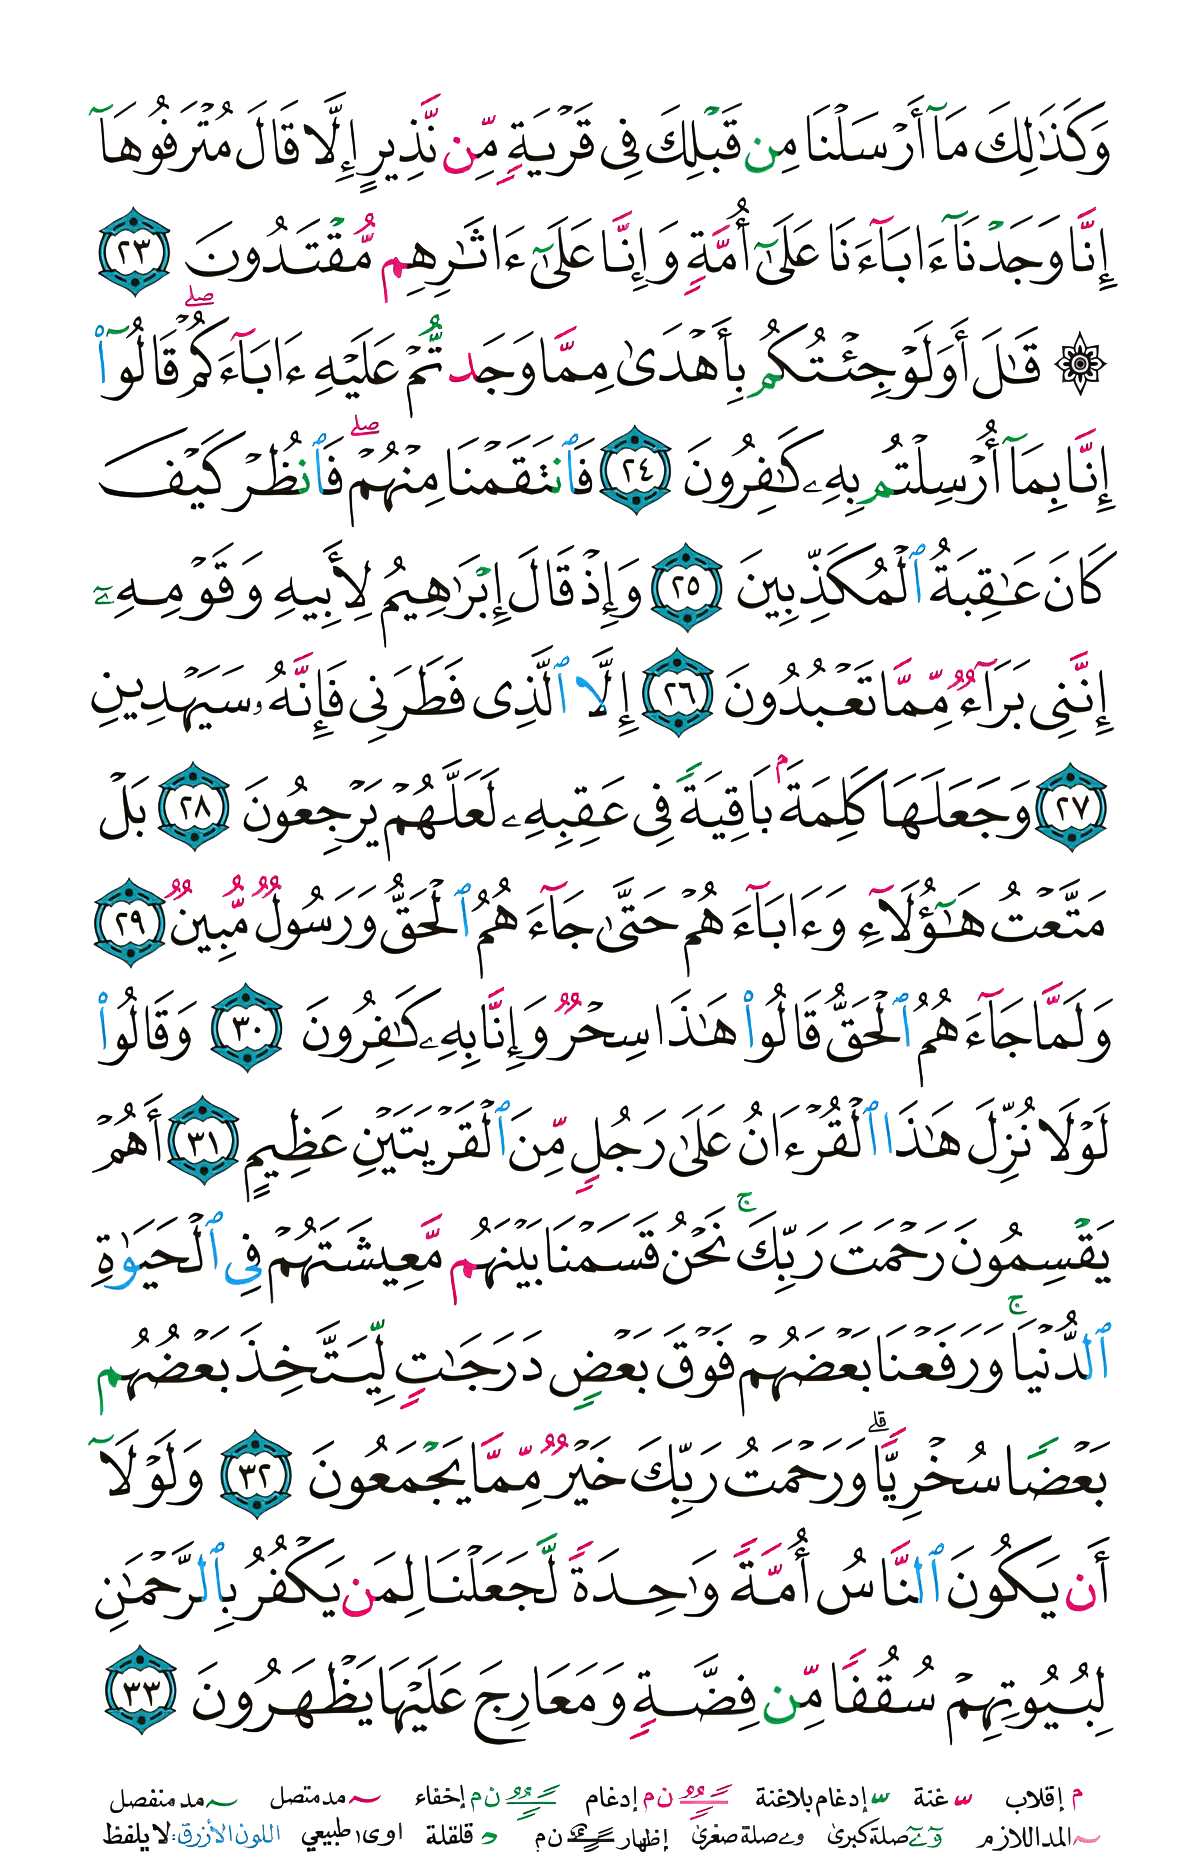 وَكَذَٰلِكَ مَآ أَرْسَلْنَا مِن قَبْلِكَ فِى قَرْيَةٍ مِّن نَّذِيرٍ إِلَّا قَالَ مُتْرَفُوهَآ
إِنَّا وَجَدْنَآ ءَابَآءَنَا عَلَىٰٓ أُمَّةٍ وَإِنَّا عَلَىٰٓ ءَاثَـٰرِهِم مُّقْتَدُونَ ٢٣
۞ قَـٰلَ أَوَلَوْ جِئْتُكُم بِأَهْدَىٰ مِمَّا وَجَدتُّمْ عَلَيْهِ ءَابَآءَكُمْ ۖ قَالُوٓا۟
إِنَّا بِمَآ أُرْسِلْتُم بِهِۦ كَـٰفِرُونَ ٢٤ فَٱنتَقَمْنَا مِنْهُمْ ۖ فَٱنظُرْ كَيْفَ
كَانَ عَـٰقِبَةُ ٱلْمُكَذِّبِينَ ٢٥ وَإِذْ قَالَ إِبْرَٰهِيمُ لِأَبِيهِ وَقَوْمِهِۦٓ
إِنَّنِى بَرَآءٌ مِّمَّا تَعْبُدُونَ ٢٦ إِلَّا ٱلَّذِى فَطَرَنِى فَإِنَّهُۥ سَيَهْدِينِ
٢٧ وَجَعَلَهَا كَلِمَةًۢ بَاقِيَةً فِى عَقِبِهِۦ لَعَلَّهُمْ يَرْجِعُونَ ٢٨ بَلْ
مَتَّعْتُ هَـٰٓؤُلَآءِ وَءَابَآءَهُمْ حَتَّىٰ جَآءَهُمُ ٱلْحَقُّ وَرَسُولٌ مُّبِينٌ ٢٩
وَلَمَّا جَآءَهُمُ ٱلْحَقُّ قَالُوا۟ هَـٰذَا سِحْرٌ وَإِنَّا بِهِۦ كَـٰفِرُونَ ٣٠ وَقَالُوا۟
لَوْلَا نُزِّلَ هَـٰذَا ٱلْقُرْءَانُ عَلَىٰ رَجُلٍ مِّنَ ٱلْقَرْيَتَيْنِ عَظِيمٍ ٣١ أَهُمْ
يَقْسِمُونَ رَحْمَتَ رَبِّكَ ۚ نَحْنُ قَسَمْنَا بَيْنَهُم مَّعِيشَتَهُمْ فِى ٱلْحَيَوٰةِ
ٱلدُّنْيَا ۚ وَرَفَعْنَا بَعْضَهُمْ فَوْقَ بَعْضٍ دَرَجَـٰتٍ لِّيَتَّخِذَ بَعْضُهُم
بَعْضًا سُخْرِيًّا ۗ وَرَحْمَتُ رَبِّكَ خَيْرٌ مِّمَّا يَجْمَعُونَ ٣٢ وَلَوْلَآ
أَن يَكُونَ ٱلنَّاسُ أُمَّةً وَٰحِدَةً لَّجَعَلْنَا لِمَن يَكْفُرُ بِٱلرَّحْمَـٰنِ
لِبُيُوتِهِمْ سُقُفًا مِّن فِضَّةٍ وَمَعَارِجَ عَلَيْهَا يَظْهَرُونَ ٣٣
م إقلاب غنة إدغام بلاغنة ن م إدغام ن م إخفاء مد متصل مد منفصل
المد اللازم صلة كبرى و ے صلة صغرى إظهار ن م قلقلة ا و ى طبيعي اللون الأزرق: لا يلفظ